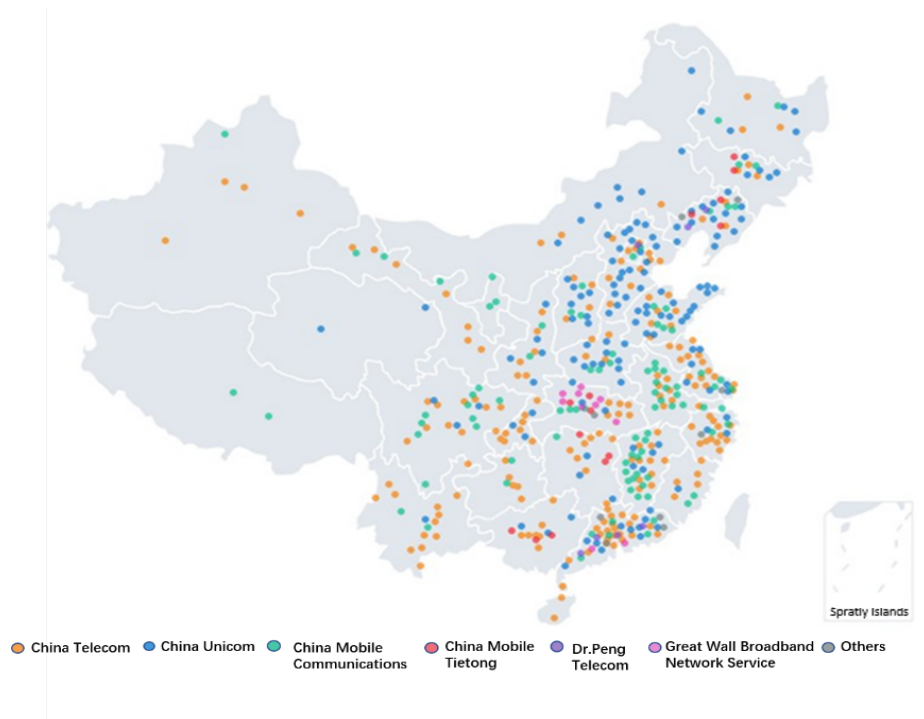 Spratly Islands
China Telecom
China Unicom
China Mobile
Communications
China Mobile
Tietong
Dr.Peng
Telecom
Great Wall Broadband
Network Service
Others